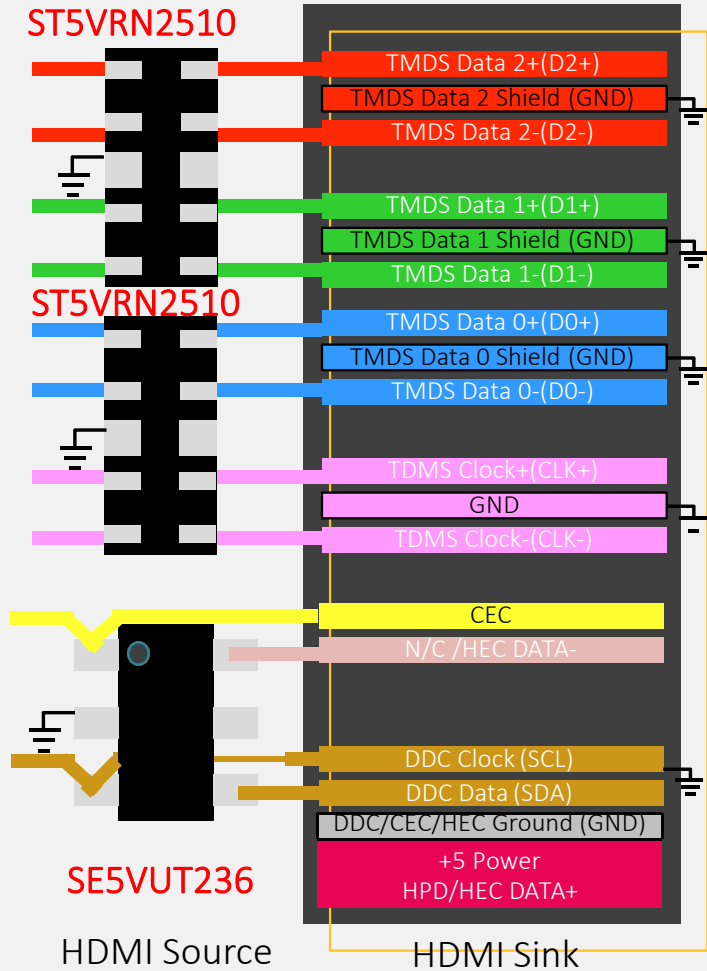 ST5VRN2510
TMDS Data 2+(D2+)
TMDS Data 2 Shield (GND)
TMDS Data 2-(D2-)
TMDS Data 1+(D1+)
TMDS Data 1 Shield (GND)
TMDS Data 1-(D1-)
ST5VRN2510
TMDS Data 0+(D0+)
TMDS Data 0 Shield (GND)
TMDS Data 0-(D0-)
TDMS Clock+(CLK+)
GND
TDMS Clock-(CLK-)
CEC
N/C /HEC DATA-
DDC Clock (SCL)
DDC Data (SDA)
DDC/CEC/HEC Ground (GND)
+5 Power
HPD/HEC DATA+
SE5VUT236
HDMI Source
HDMI Sink